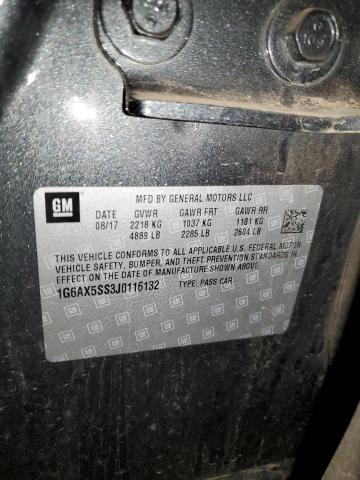 GM
MFD BY GENERAL MOTORS LLC
DATE GVWR GAWR FRT GAWR RR
08/17 2218 KG 1037 KG 1181 KG
4889 LB 2285 LB 2604 LB
THIS VEHICLE CONFORMS TO ALL APPLICABLE U.S. FEDERAL MOTOR
VEHICLE SAFETY, BUMPER, AND THEFT PREVENTION STANDARDS IN
EFFECT ON THE DATE OF MANUFACTURE SHOWN ABOVE.
1G6AX5SS3J0116132 TYPE: PASS CAR